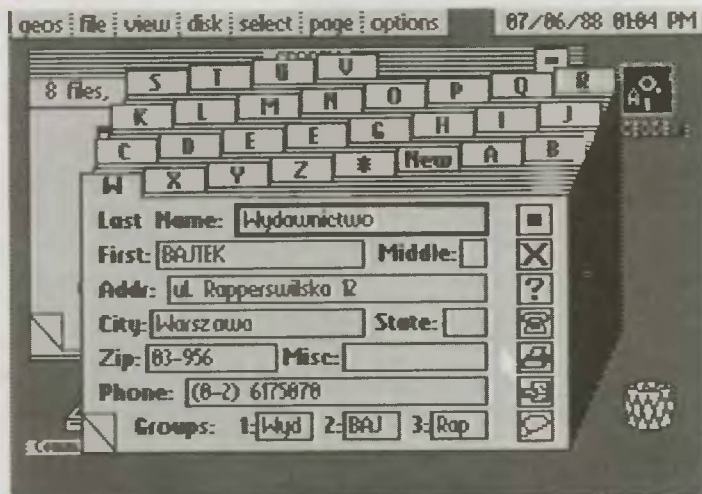 geos file view disk select page options 07/06/88 01:04 PM
8 files,
S T U V
K L M N O P Q R
C D E F G H I J
W X Y Z * New A B
Last Name: Wydawnictwo
First: BAJTEK Middle:
Addr: ul. Rapperswilska 12
City: Warszawa State:
Zip: 03-956 Misc:
Phone: (0-2) 6175070
Groups: 1: Wyd 2: BAJ 3: Rap